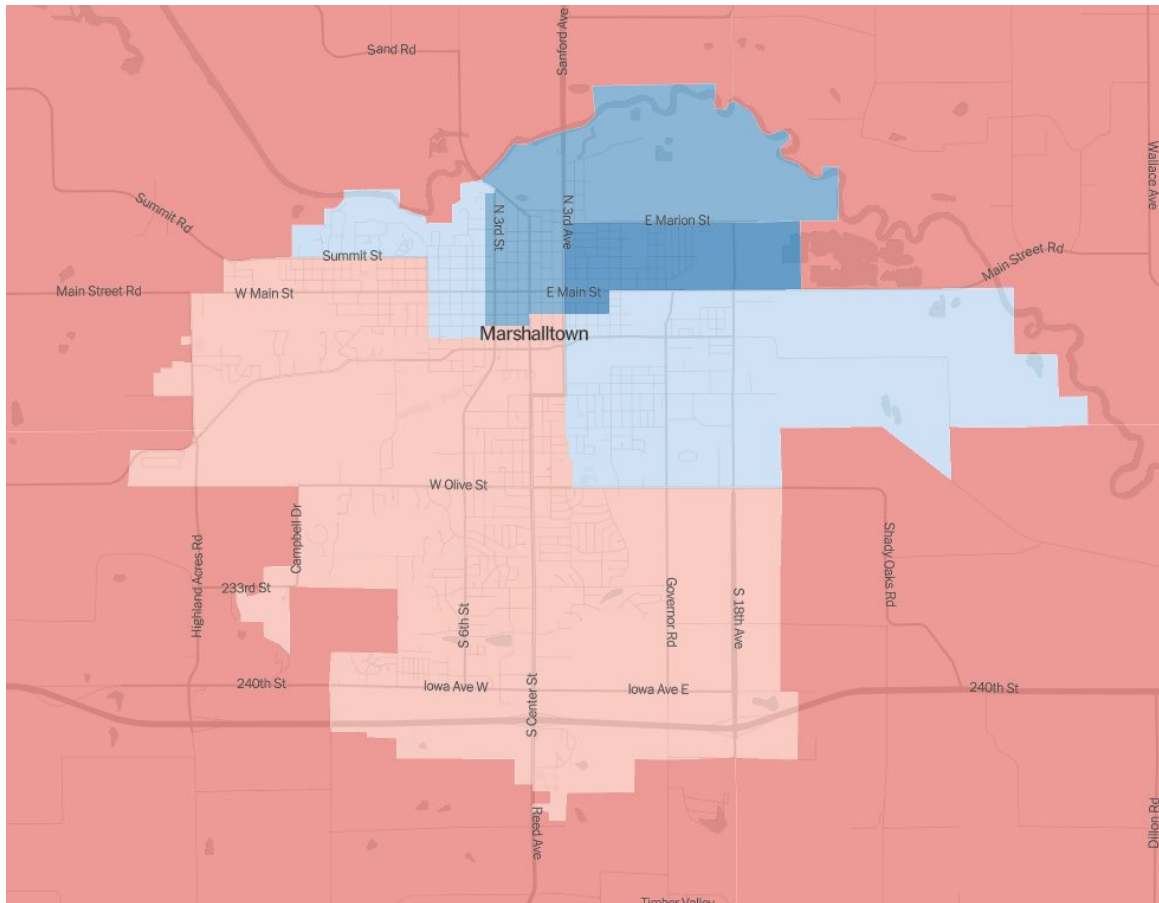 Sand Rd
Sanford Ave
Wallace Ave
Summit Rd
N 3rd St
N 3rd Ave
E Marion St
Main Street Rd
Summit St
Main Street Rd
W Main St
E Main St
Marshalltown
W Olive St
Highland Acres Rd
Campbell Dr
Shady Oaks Rd
233rd St
S 6th St
Governor Rd
S 18th Ave
240th St
Iowa Ave W
S Center St
Iowa Ave E
240th St
Reed Ave
Dillon Rd
Timber Valley